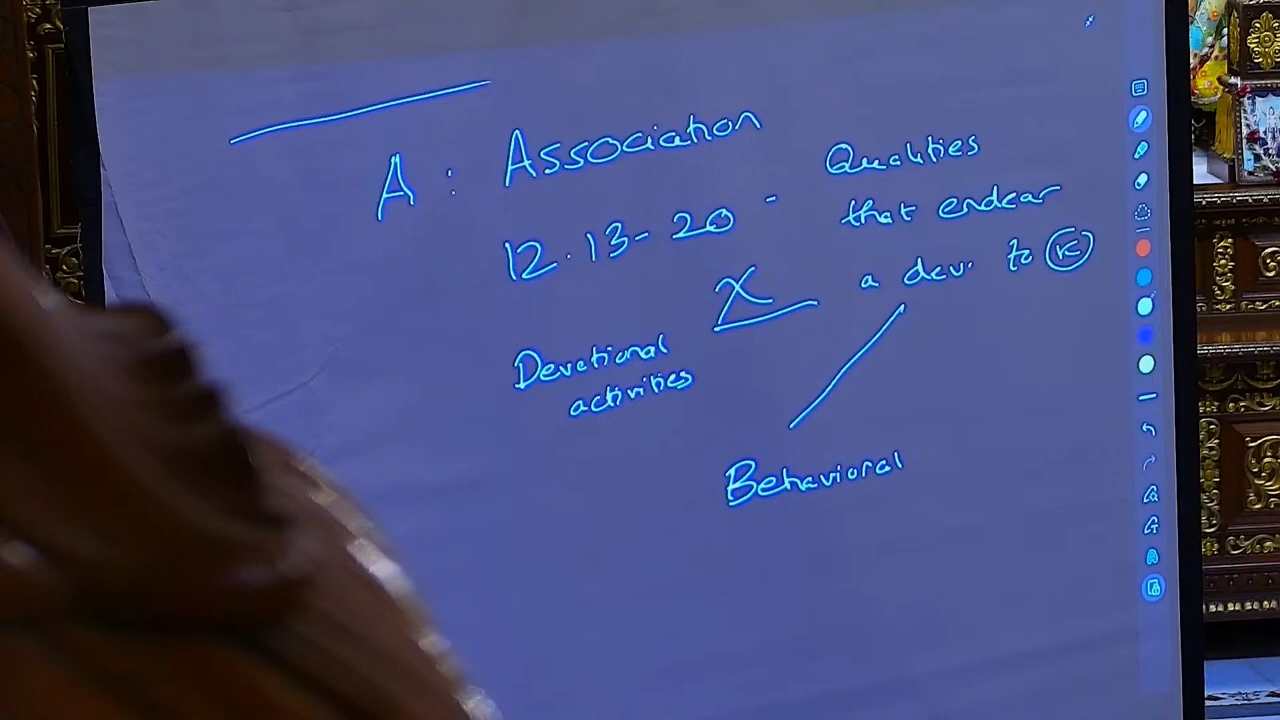 A : Association
12.13-20 - Qualities
that endear
a dev. to K
X
Devotional
activities
Behavioral